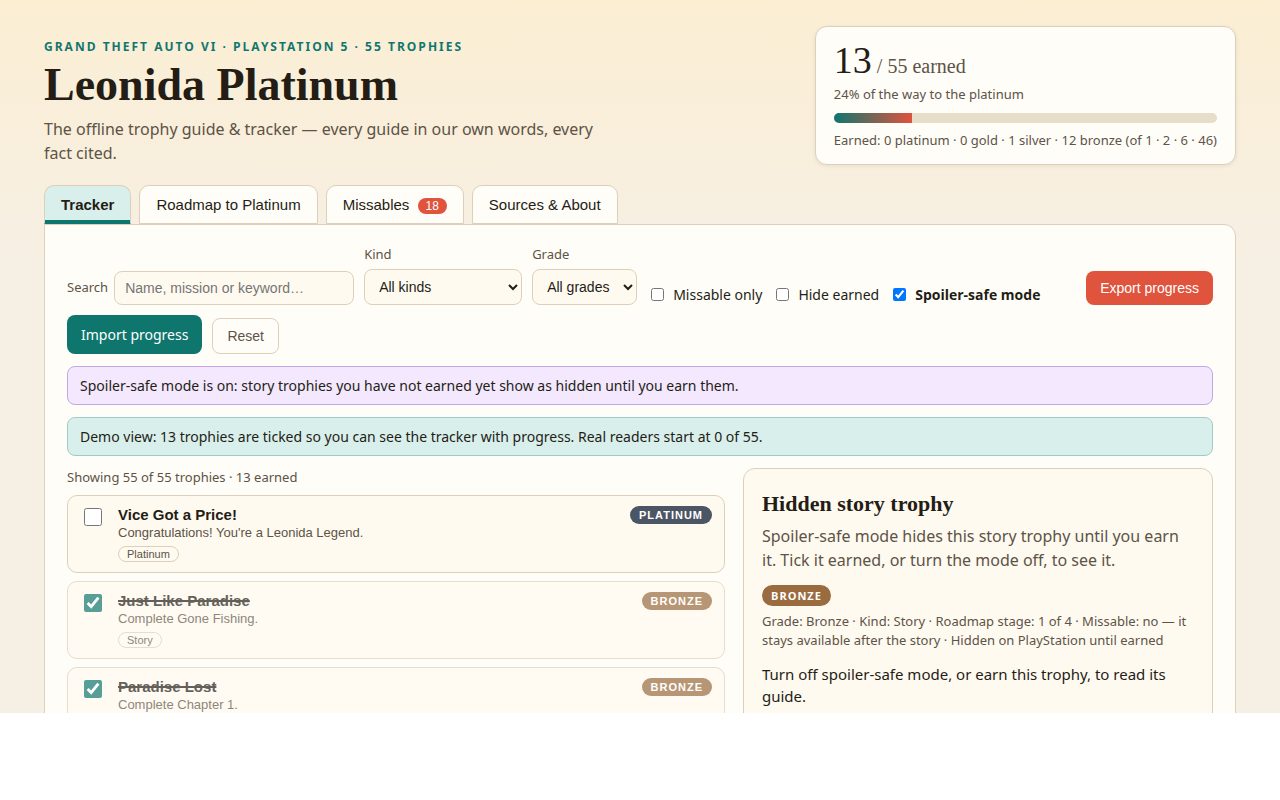 GRAND THEFT AUTO VI · PLAYSTATION 5 · 55 TROPHIES
Leonida Platinum
The offline trophy guide & tracker — every guide in our own words, every
fact cited.
13 / 55 earned
24% of the way to the platinum
Earned: 0 platinum · 0 gold · 1 silver · 12 bronze (of 1 · 2 · 6 · 46)
Tracker
Roadmap to Platinum
Missables 18
Sources & About
Search
Name, mission or keyword…
Kind
All kinds
Grade
All grades
Missable only
Hide earned
Spoiler-safe mode
Export progress
Import progress
Reset
Spoiler-safe mode is on: story trophies you have not earned yet show as hidden until you earn them.
Demo view: 13 trophies are ticked so you can see the tracker with progress. Real readers start at 0 of 55.
Showing 55 of 55 trophies · 13 earned
Vice Got a Price!
PLATINUM
Congratulations! You're a Leonida Legend.
Platinum
Just Like Paradise
BRONZE
Complete Gone Fishing.
Story
Paradise Lost
BRONZE
Complete Chapter 1.
Hidden story trophy
Spoiler-safe mode hides this story trophy until you earn
it. Tick it earned, or turn the mode off, to see it.
BRONZE
Grade: Bronze · Kind: Story · Roadmap stage: 1 of 4 · Missable: no — it
stays available after the story · Hidden on PlayStation until earned
Turn off spoiler-safe mode, or earn this trophy, to read its
guide.